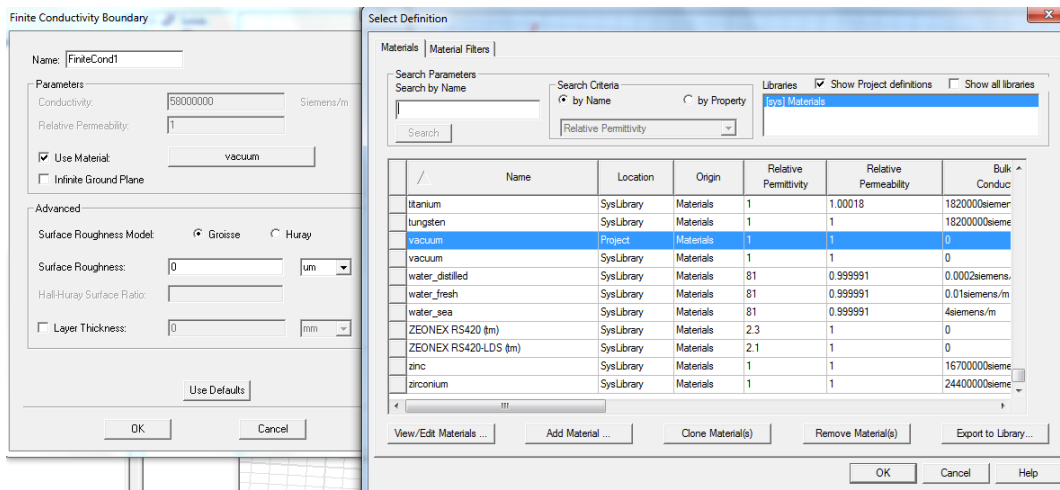 Finite Conductivity Boundary
Name: FiniteCond1
Parameters
Conductivity: 58000000 Siemens/m
Relative Permeability: 1
Use Material: vacuum
Infinite Ground Plane
Advanced
Surface Roughness Model: Groisse Huray
Surface Roughness: 0 um
Hall-Huray Surface Ratio:
Layer Thickness: 0 mm
Use Defaults
OK Cancel
Select Definition
Materials Material Filters
Search Parameters
Search by Name
Search
Search Criteria
by Name by Property
Relative Permittivity
Libraries Show Project definitions Show all libraries
[sys] Materials
Name Location Origin Relative Permittivity Relative Permeability Bulk Conduc
titanium SysLibrary Materials 1 1.00018 1820000siemen
tungsten SysLibrary Materials 1 1 18200000sieme
vacuum Project Materials 1 1 0
vacuum SysLibrary Materials 1 1 0
water_distilled SysLibrary Materials 81 0.999991 0.0002siemens
water_fresh SysLibrary Materials 81 0.999991 0.01siemens/m
water_sea SysLibrary Materials 81 0.999991 4siemens/m
ZEONEX RS420 (tm) SysLibrary Materials 2.3 1 0
ZEONEX RS420-LDS (tm) SysLibrary Materials 2.1 1 0
zinc SysLibrary Materials 1 1 16700000sieme
zirconium SysLibrary Materials 1 1 24400000sieme
View/Edit Materials ... Add Material ... Clone Material(s) Remove Material(s) Export to Library...
OK Cancel Help